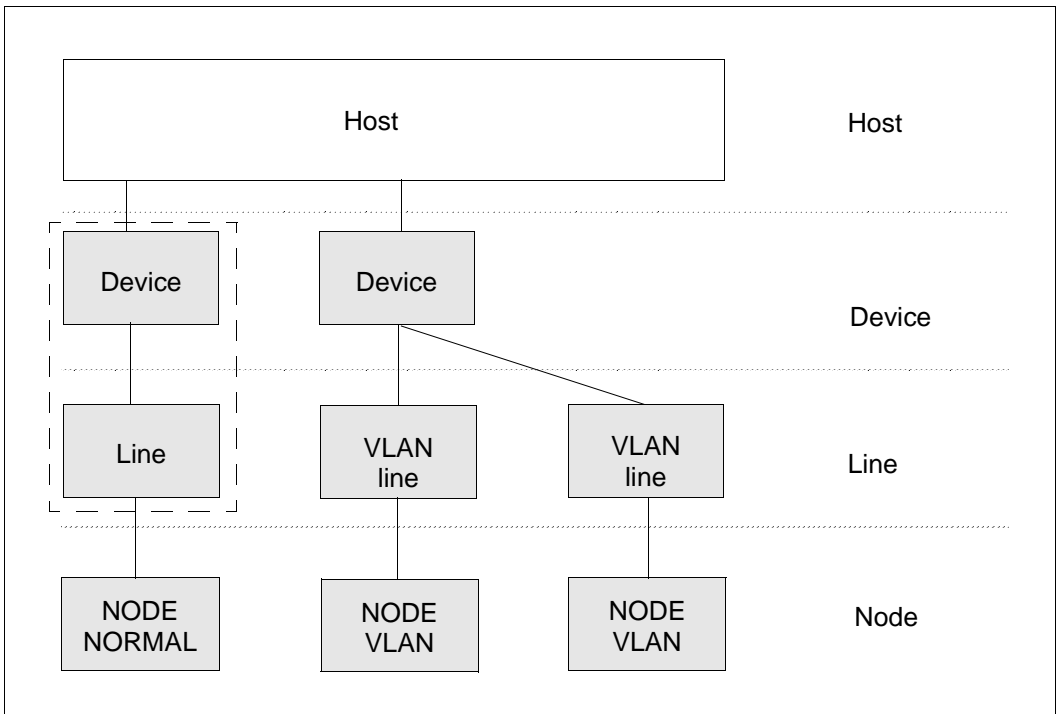 Host
Host
Device
Device
Device
Line
VLAN
line
VLAN
line
Line
NODE
NORMAL
NODE
VLAN
NODE
VLAN
Node